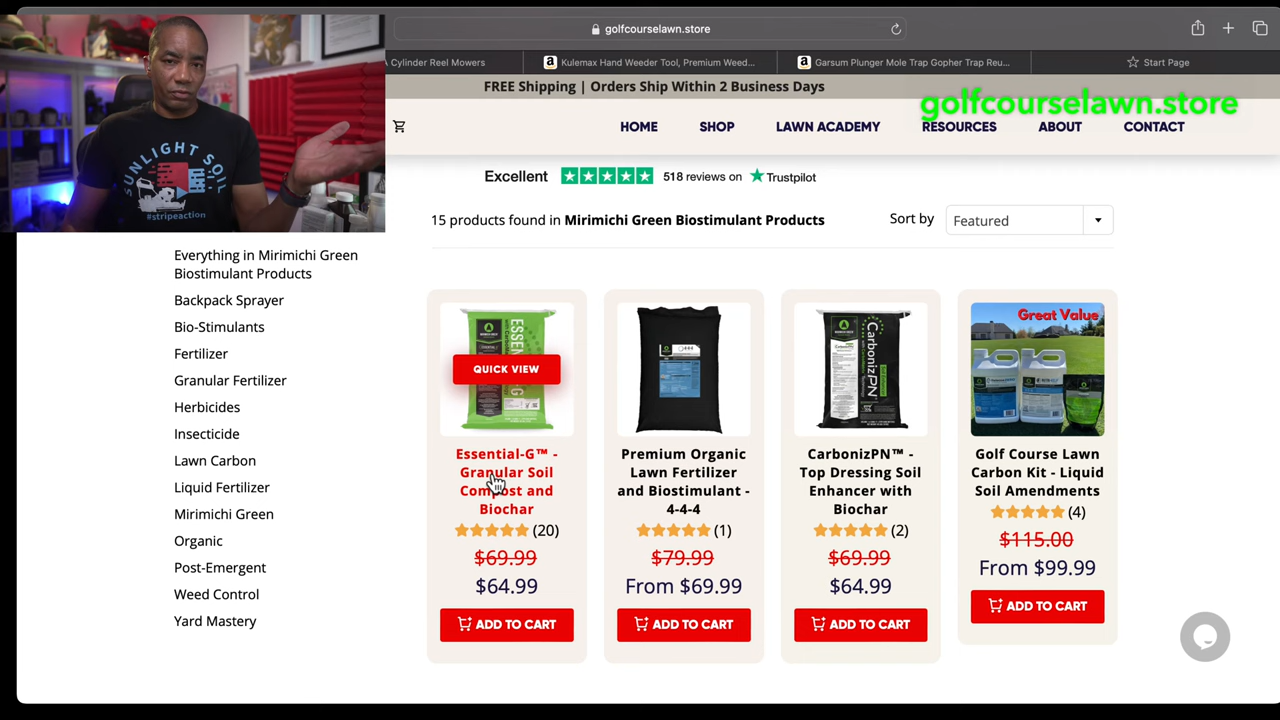 golfcourselawn.store
A Cylinder Reel Mowers
Kulemax Hand Weeder Tool, Premium Weed...
Garsum Plunger Mole Trap Gopher Trap Reu...
Start Page
FREE Shipping | Orders Ship Within 2 Business Days
golfcourselawn.store
HOME
SHOP
LAWN ACADEMY
RESOURCES
ABOUT
CONTACT
SUNLIGHT SOIL
#stripeaction
Excellent
518 reviews on
Trustpilot
15 products found in Mirimichi Green Biostimulant Products
Sort by
Featured
Everything in Mirimichi Green
Biostimulant Products
Backpack Sprayer
Bio-Stimulants
Fertilizer
Granular Fertilizer
Herbicides
Insecticide
Lawn Carbon
Liquid Fertilizer
Mirimichi Green
Organic
Post-Emergent
Weed Control
Yard Mastery
QUICK VIEW
Essential-G™ -
Granular Soil
Compost and
Biochar
(20)
$69.99
$64.99
ADD TO CART
4-4-4
Premium Organic
Lawn Fertilizer
and Biostimulant -
4-4-4
(1)
$79.99
From $69.99
ADD TO CART
CarbonizPN
CarbonizPN™ -
Top Dressing Soil
Enhancer with
Biochar
(2)
$69.99
$64.99
ADD TO CART
Great Value
Golf Course Lawn
Carbon Kit - Liquid
Soil Amendments
(4)
$115.00
From $99.99
ADD TO CART